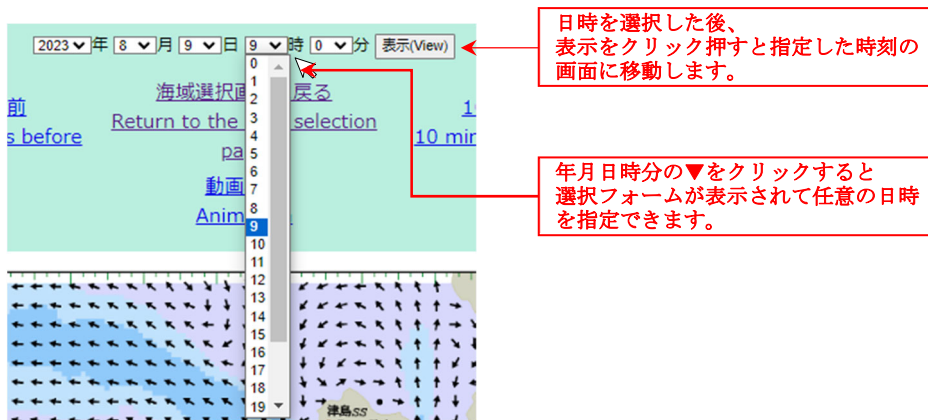 2023年 8 月 9 日 9 時 0 分 表示(View)
0
1
2
3
4
5
6
7
8
9
10
11
12
13
14
15
16
17
18
19
前
s before
海域選択画 戻る
Return to the selection
pa
動画
Anim
10 min
津島SS
日時を選択した後、
表示をクリック押すと指定した時刻の
画面に移動します。
年月日時分の▼をクリックすると
選択フォームが表示されて任意の日時
を指定できます。